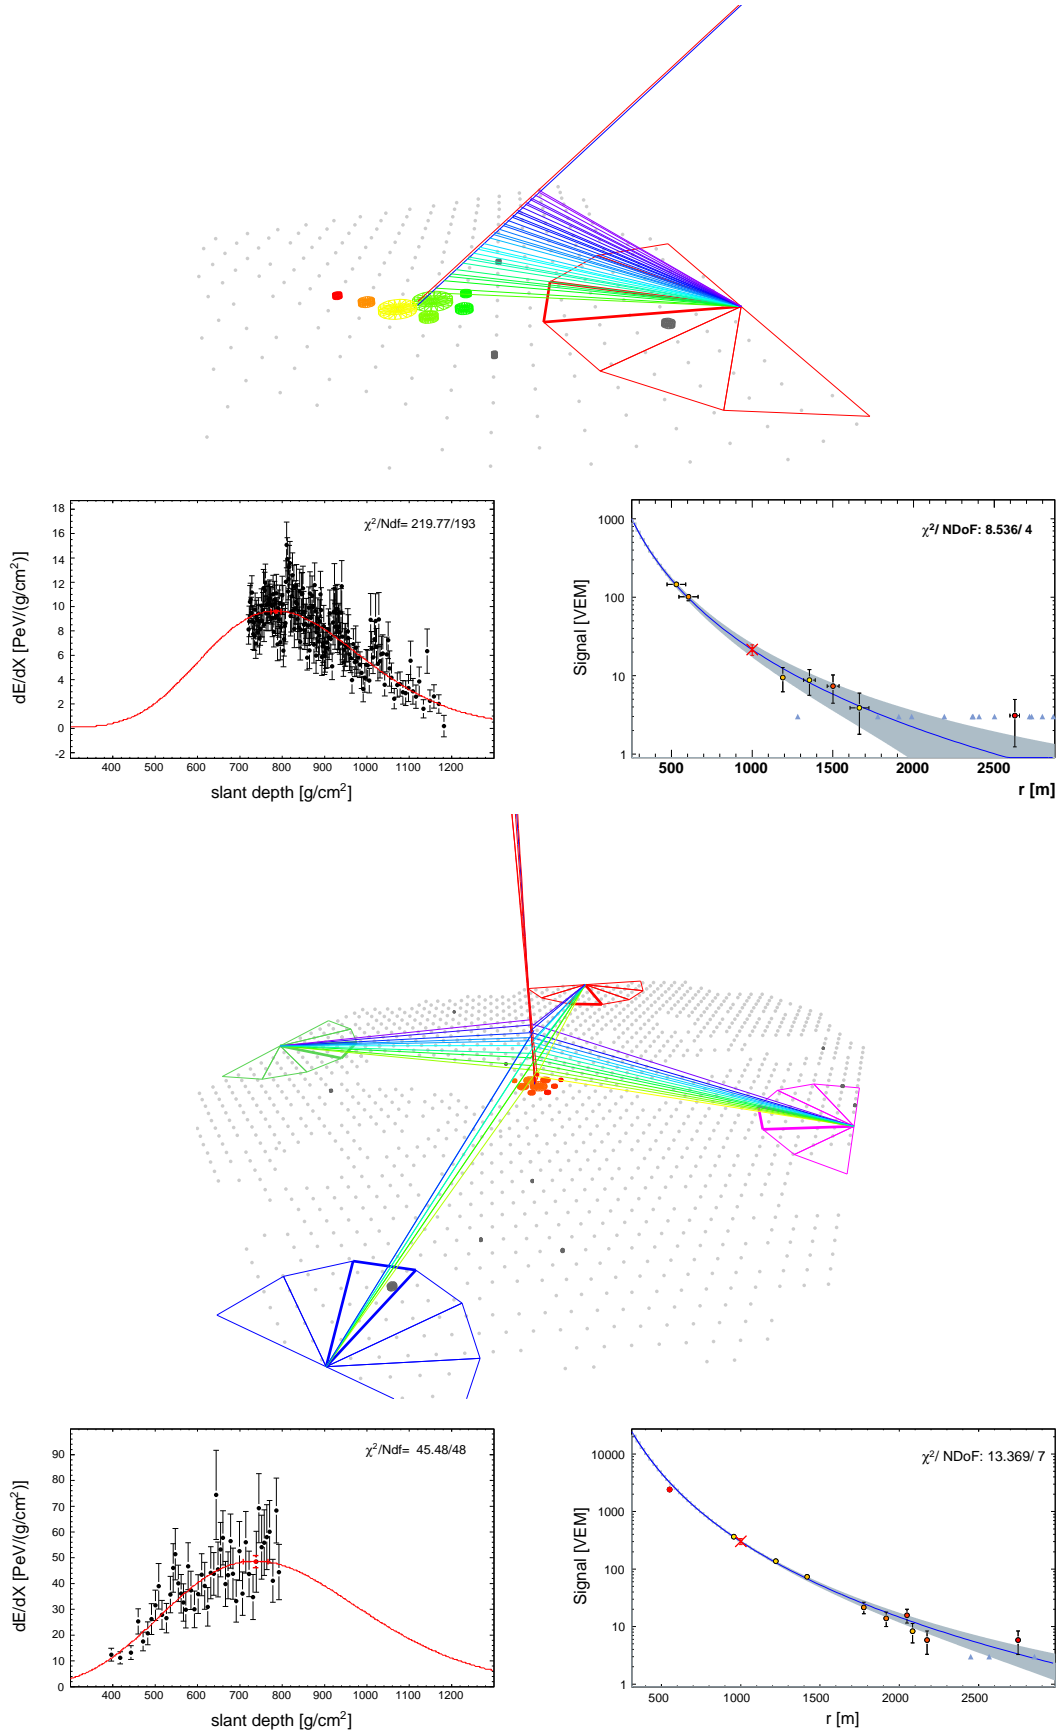 18
16
14
12
10
8
6
4
2
0
-2
dE/dX [PeV/(g/cm²)]
χ²/Ndf= 219.77/193
400 500 600 700 800 900 1000 1100 1200
slant depth [g/cm²]
1000
100
10
1
Signal [VEM]
χ²/ NDoF: 8.536/ 4
500 1000 1500 2000 2500
r [m]
90
80
70
60
50
40
30
20
10
0
dE/dX [PeV/(g/cm²)]
χ²/Ndf= 45.48/48
400 500 600 700 800 900 1000 1100 1200
slant depth [g/cm²]
10000
1000
100
10
1
Signal [VEM]
χ²/ NDoF: 13.369/ 7
500 1000 1500 2000 2500
r [m]